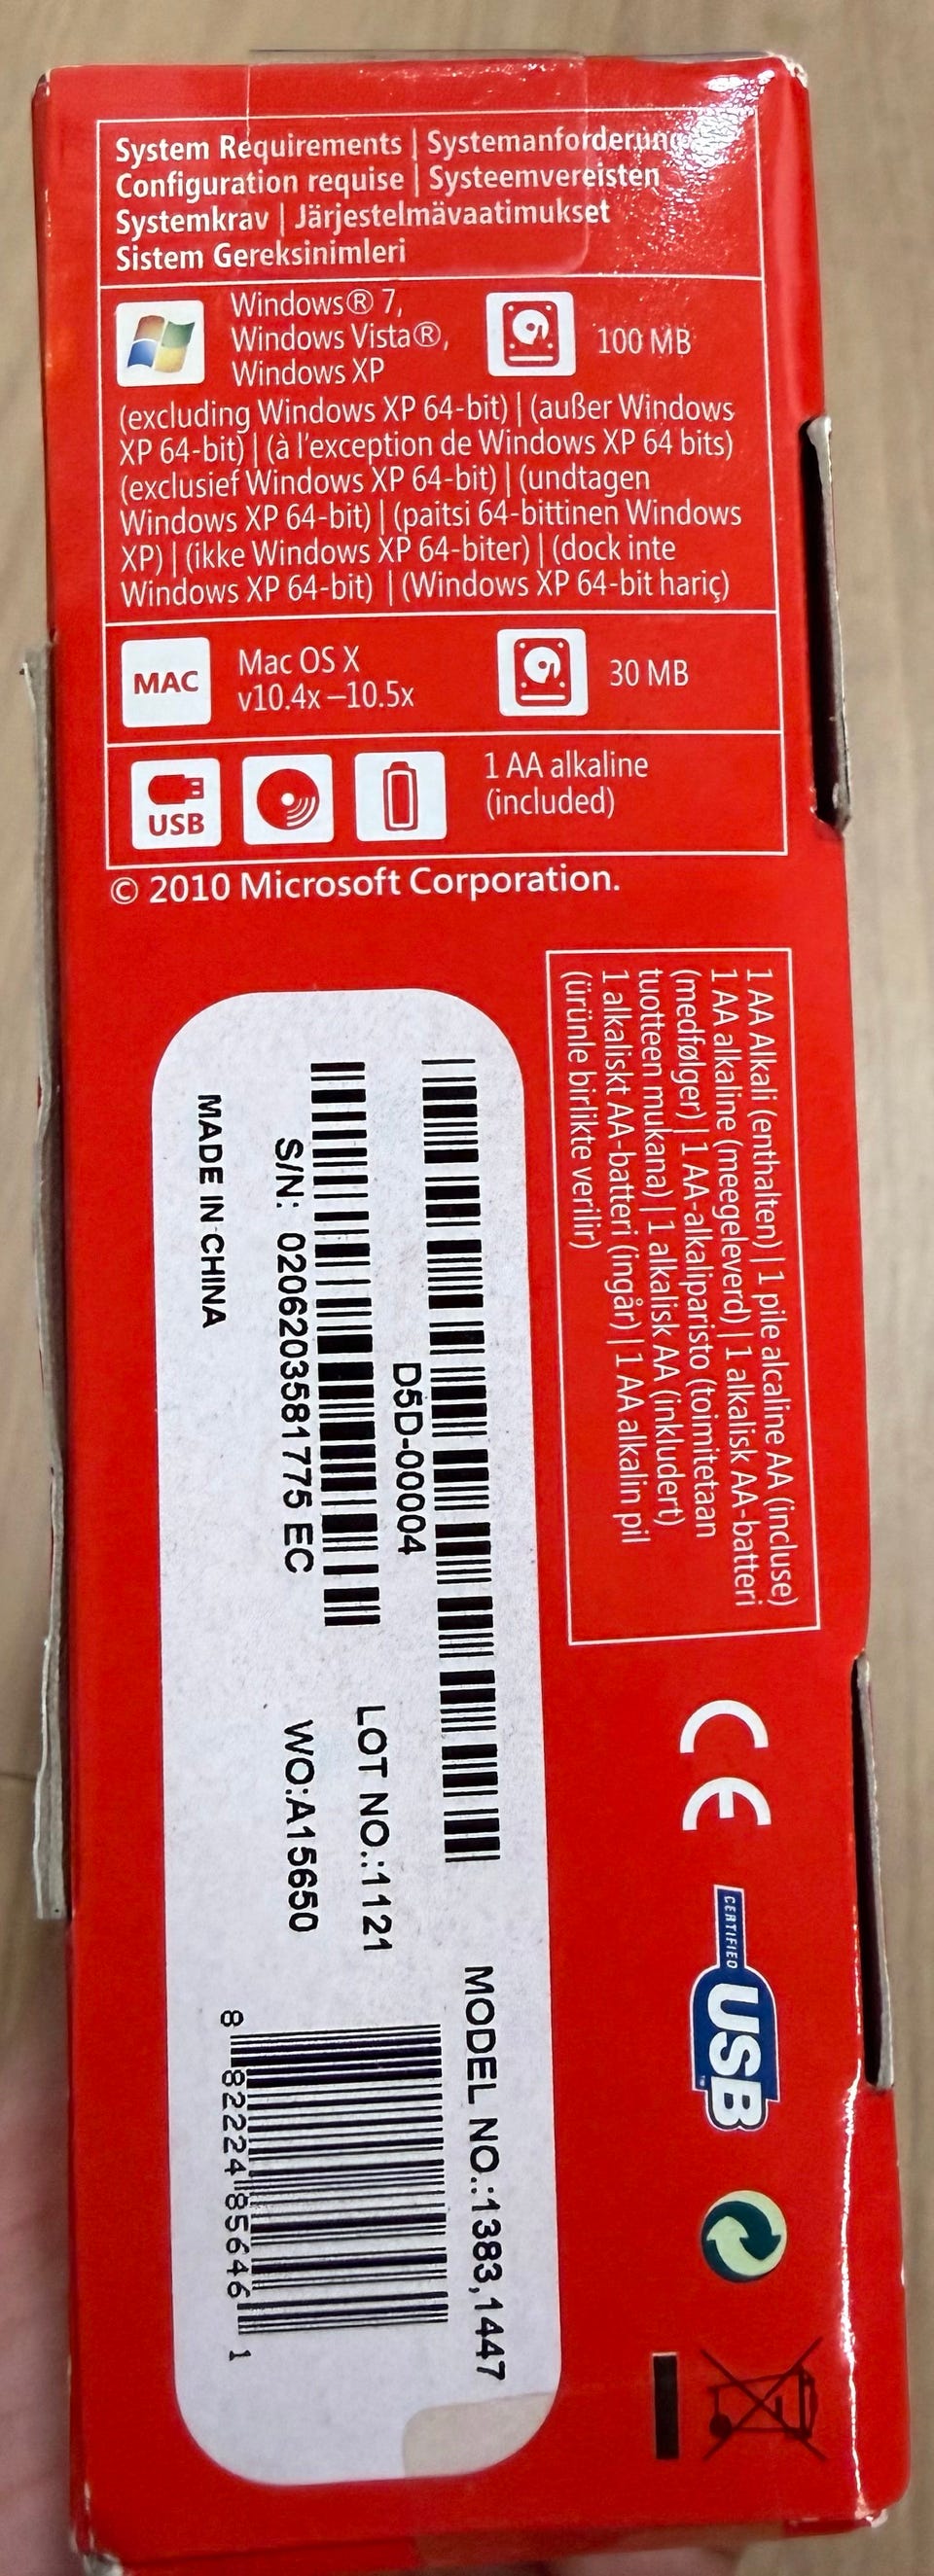 System Requirements | Systemanforderung
Configuration requise | Systeemvereisten
Systemkrav | Järjestelmävaatimukset
Sistem Gereksinimleri
Windows® 7,
Windows Vista®,
Windows XP
100 MB
(excluding Windows XP 64-bit) | (außer Windows
XP 64-bit) | (à l'exception de Windows XP 64 bits)
(exclusief Windows XP 64-bit) | (undtagen
Windows XP 64-bit) | (paitsi 64-bittinen Windows
XP) | (ikke Windows XP 64-biter) | (dock inte
Windows XP 64-bit) | (Windows XP 64-bit hariç)
MAC
Mac OS X
v10.4x –10.5x
30 MB
USB
1 AA alkaline
(included)
© 2010 Microsoft Corporation.
1 AA Alkali (enthalten) | 1 pile alcaline AA (incluse)
1 AA alkaline (meegeleverd) | 1 alkalisk AA-batteri
(medfølger) | 1 AA-alkaliparisto (toimitetaan
tuotteen mukana) | 1 alkalisk AA (inkludert)
1 alkaliskt AA-batteri (ingår) | 1 AA alkalin pil
(ürünle birlikte verilir)
CE
CERTIFIED
USB
™
D5D-00004
S/N: 0206203581775 EC
MADE IN CHINA
MODEL NO.:1383,1447
LOT NO.:1121
WO:A15650
8 82224 85646 1